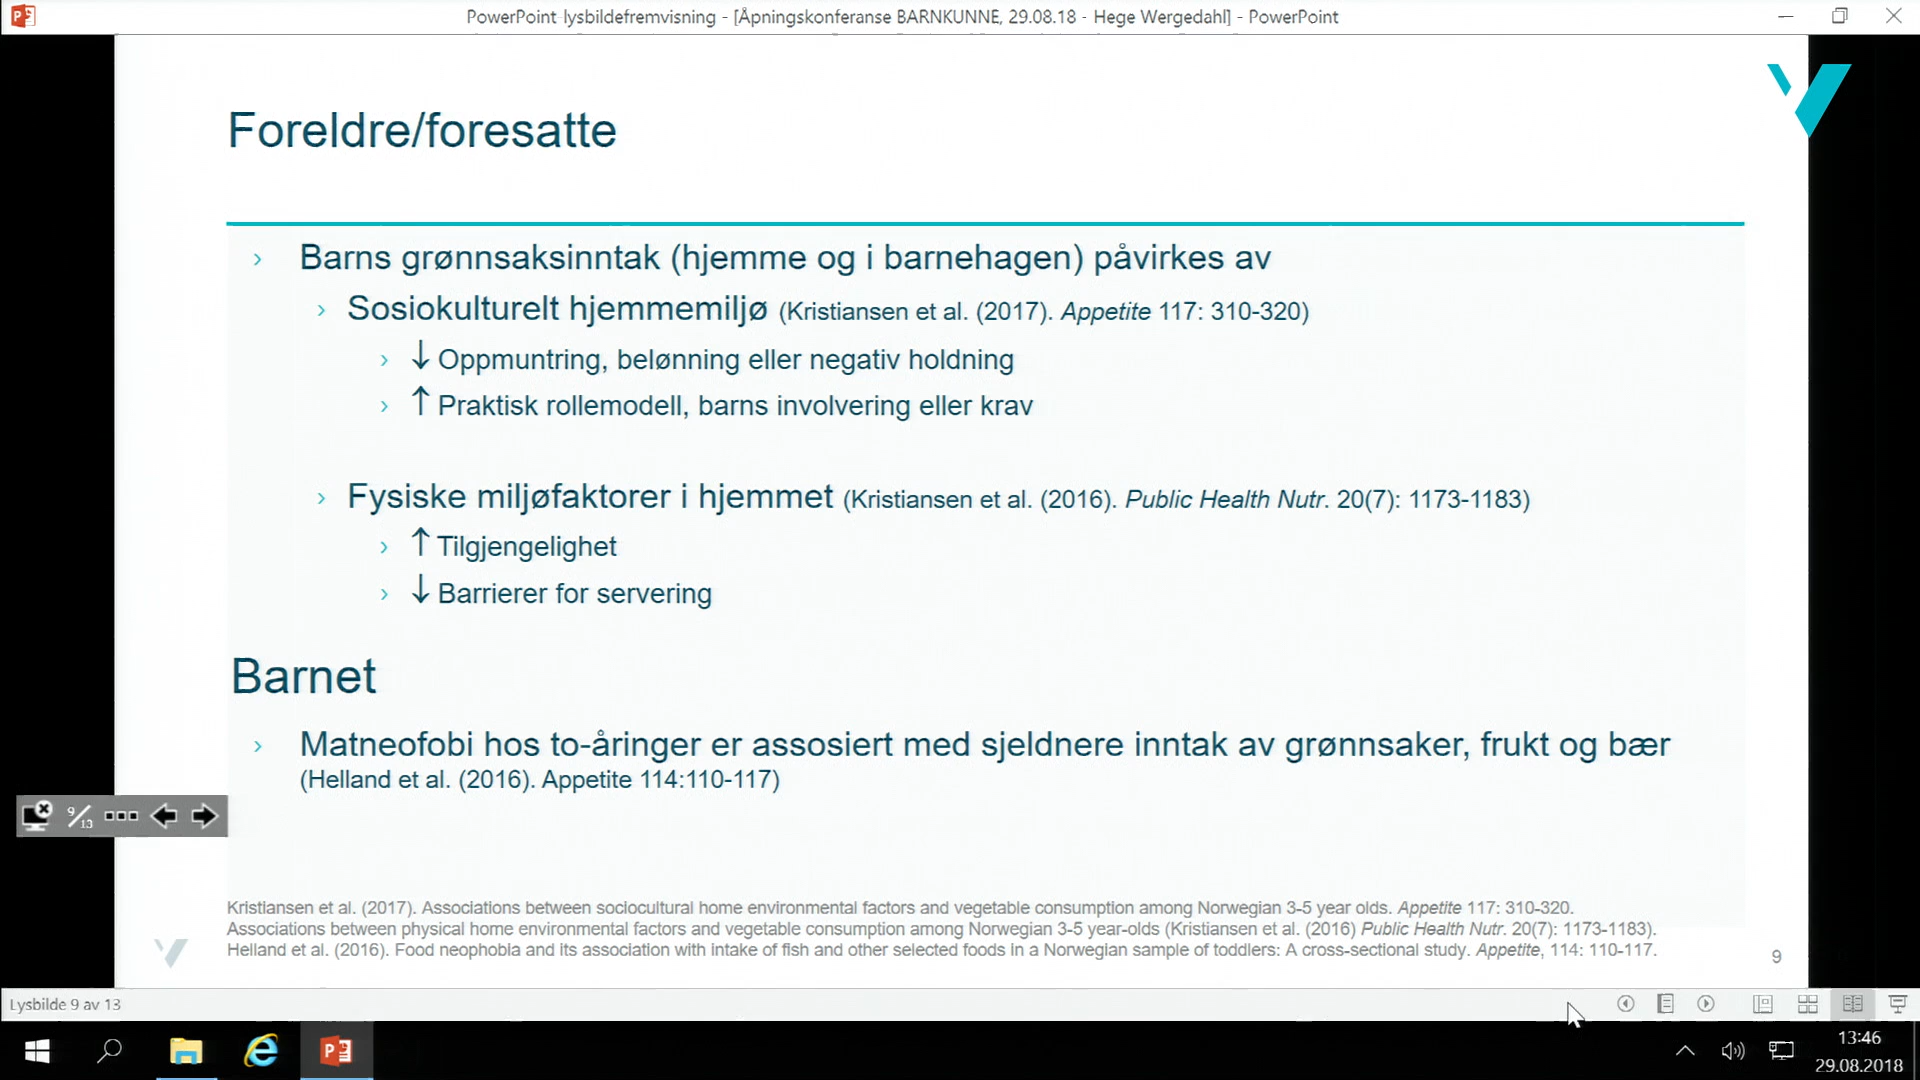 PowerPoint lysbildefremvisning - [Åpningskonferanse BARNKUNNE, 29.08.18 - Hege Wergedahl] - PowerPoint
Foreldre/foresatte
› Barns grønnsaksinntak (hjemme og i barnehagen) påvirkes av
› Sosiokulturelt hjemmemiljø (Kristiansen et al. (2017). Appetite 117: 310-320)
› ↓ Oppmuntring, belønning eller negativ holdning
› ↑ Praktisk rollemodell, barns involvering eller krav
› Fysiske miljøfaktorer i hjemmet (Kristiansen et al. (2016). Public Health Nutr. 20(7): 1173-1183)
› ↑ Tilgjengelighet
› ↓ Barrierer for servering
Barnet
› Matneofobi hos to-åringer er assosiert med sjeldnere inntak av grønnsaker, frukt og bær
(Helland et al. (2016). Appetite 114:110-117)
9/13
Kristiansen et al. (2017). Associations between sociocultural home environmental factors and vegetable consumption among Norwegian 3-5 year olds. Appetite 117: 310-320.
Associations between physical home environmental factors and vegetable consumption among Norwegian 3-5 year-olds (Kristiansen et al. (2016) Public Health Nutr. 20(7): 1173-1183).
Helland et al. (2016). Food neophobia and its association with intake of fish and other selected foods in a Norwegian sample of toddlers: A cross-sectional study. Appetite, 114: 110-117.
9
Lysbilde 9 av 13
13:46
29.08.2018